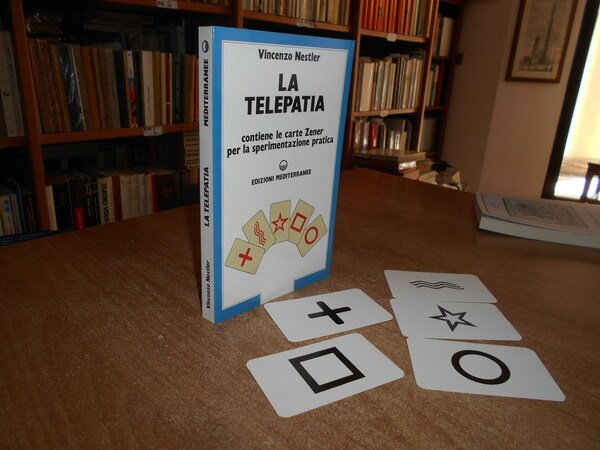 Vincenzo Nestler
LA
TELEPATIA
contiene le carte Zener
per la sperimentazione pratica
EDIZIONI MEDITERRANEE
Vincenzo Nestler
LA TELEPATIA
MEDITERRANEE